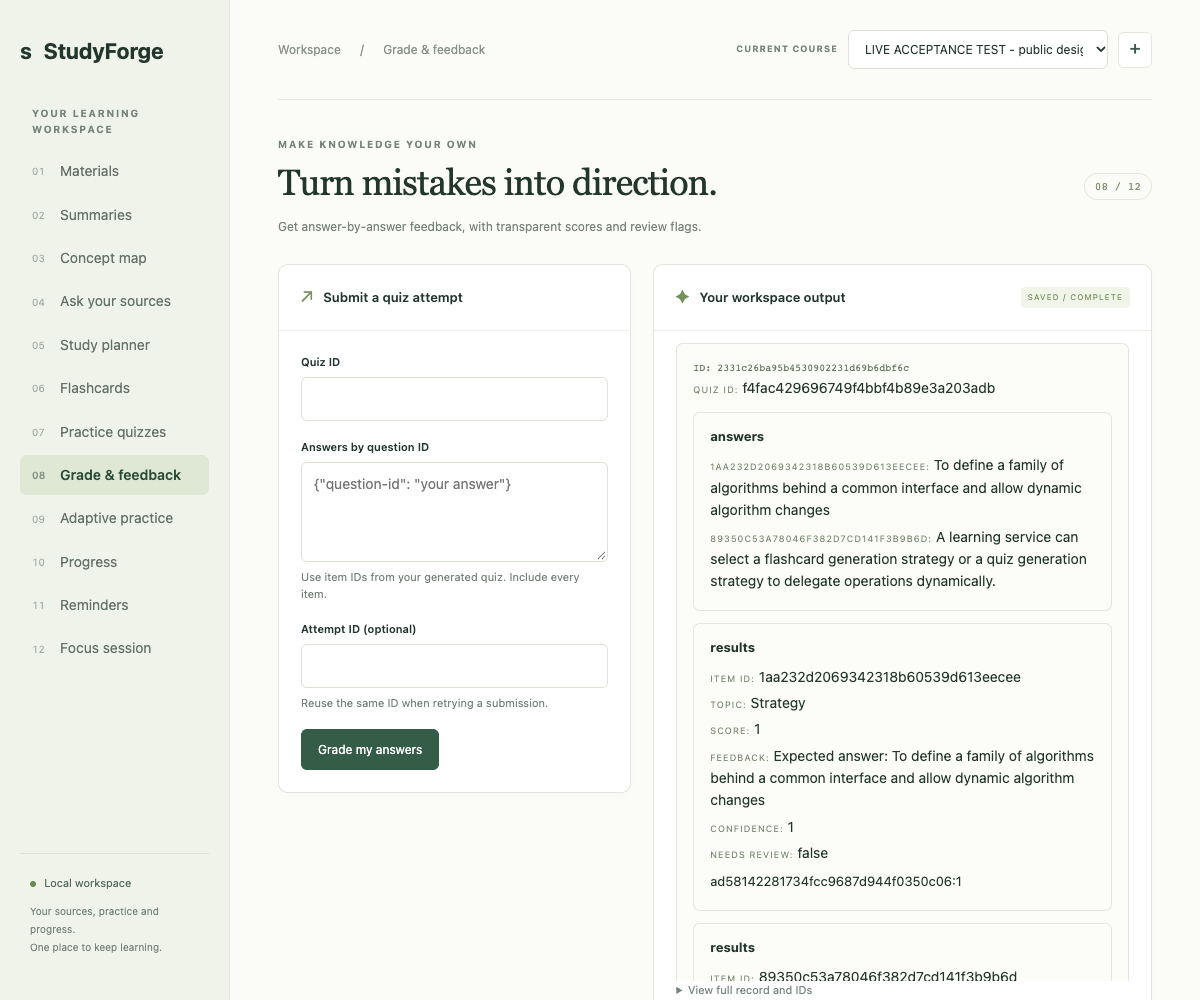 s StudyForge
YOUR LEARNING
WORKSPACE
01 Materials
02 Summaries
03 Concept map
04 Ask your sources
05 Study planner
06 Flashcards
07 Practice quizzes
08 Grade & feedback
09 Adaptive practice
10 Progress
11 Reminders
12 Focus session
Local workspace
Your sources, practice and
progress.
One place to keep learning.
Workspace / Grade & feedback
CURRENT COURSE
LIVE ACCEPTANCE TEST - public desig
+
MAKE KNOWLEDGE YOUR OWN
Turn mistakes into direction.
08 / 12
Get answer-by-answer feedback, with transparent scores and review flags.
Submit a quiz attempt
Quiz ID
Answers by question ID
{"question-id": "your answer"}
Use item IDs from your generated quiz. Include every
item.
Attempt ID (optional)
Reuse the same ID when retrying a submission.
Grade my answers
Your workspace output
SAVED / COMPLETE
ID: 2331c26ba95b4530902231d69b6dbf6c
QUIZ ID: f4fac429696749f4bbf4b89e3a203adb
answers
1AA232D2069342318B60539D613EECEE: To define a family of
algorithms behind a common interface and allow dynamic
algorithm changes
89350C53A78046F382D7CD141F3B9B6D: A learning service can
select a flashcard generation strategy or a quiz generation
strategy to delegate operations dynamically.
results
ITEM ID: 1aa232d2069342318b60539d613eecee
TOPIC: Strategy
SCORE: 1
FEEDBACK: Expected answer: To define a family of algorithms
behind a common interface and allow dynamic algorithm
changes
CONFIDENCE: 1
NEEDS REVIEW: false
ad58142281734fcc9687d944f0350c06:1
results
ITEM ID: 89350c53a78046f382d7cd141f3b9b6d
View full record and IDs